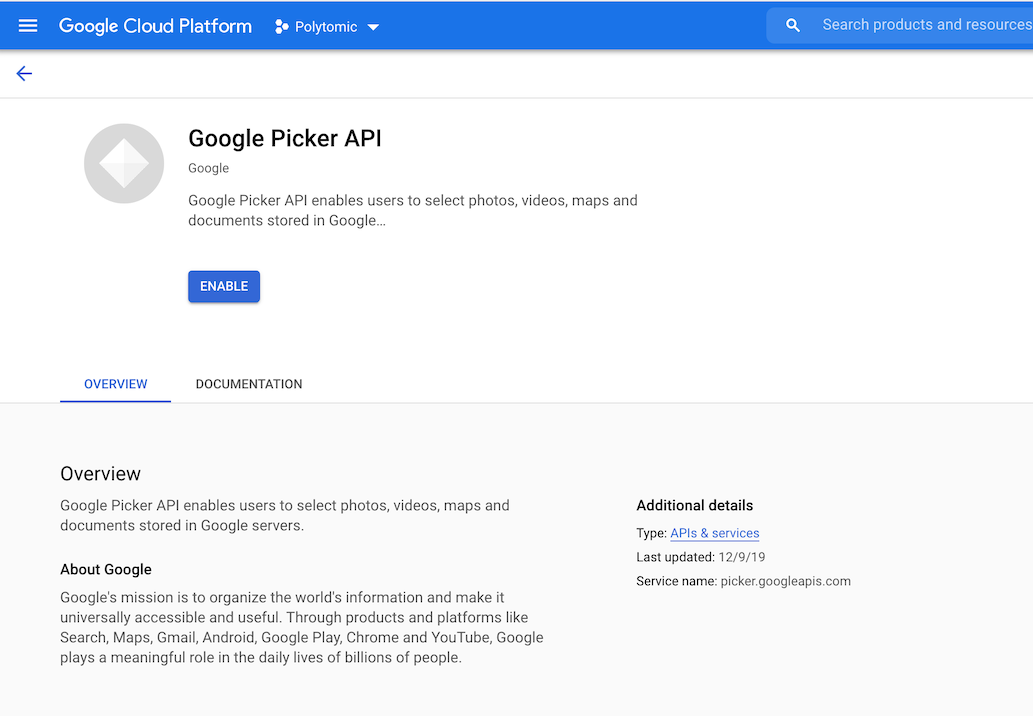 Google Cloud Platform
Polytomic
Search products and resources
Google Picker API
Google
Google Picker API enables users to select photos, videos, maps and
documents stored in Google…
ENABLE
OVERVIEW
DOCUMENTATION
Overview
Google Picker API enables users to select photos, videos, maps and
documents stored in Google servers.
About Google
Google's mission is to organize the world's information and make it
universally accessible and useful. Through products and platforms like
Search, Maps, Gmail, Android, Google Play, Chrome and YouTube, Google
plays a meaningful role in the daily lives of billions of people.
Additional details
Type: APIs & services
Last updated: 12/9/19
Service name: picker.googleapis.com